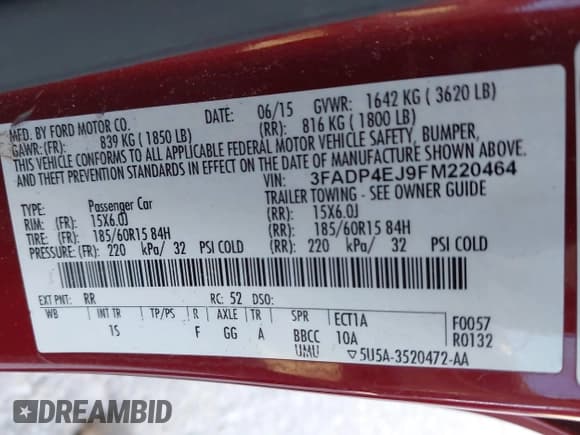 MFD. BY FORD MOTOR CO. DATE: 06/15 GVWR: 1642 KG ( 3620 LB)
GAWR:(FR): 839 KG ( 1850 LB) (RR): 816 KG ( 1800 LB)
THIS VEHICLE CONFORMS TO ALL APPLICABLE FEDERAL MOTOR VEHICLE SAFETY, BUMPER,
AND THEFT PREVENTION STANDARDS IN EFFECT ON THE DATE OF MANUFACTURE SHOWN ABOVE.
VIN: 3FADP4EJ9FM220464
TYPE: Passenger Car TRAILER TOWING - SEE OWNER GUIDE
RIM: (FR): 15X6.0J (RR): 15X6.0J
TIRE: (FR): 185/60R15 84H (RR): 185/60R15 84H
PRESSURE: (FR): 220 kPa/ 32 PSI COLD (RR): 220 kPa/ 32 PSI COLD
EXT PNT: RR RC: 52 DSO:
WB INT TR TP/PS R AXLE TR SPR ECT1A F0057
15 F GG A BBCC 10A R0132
UMU ▽5U5A-3520472-AA
DREAMBID